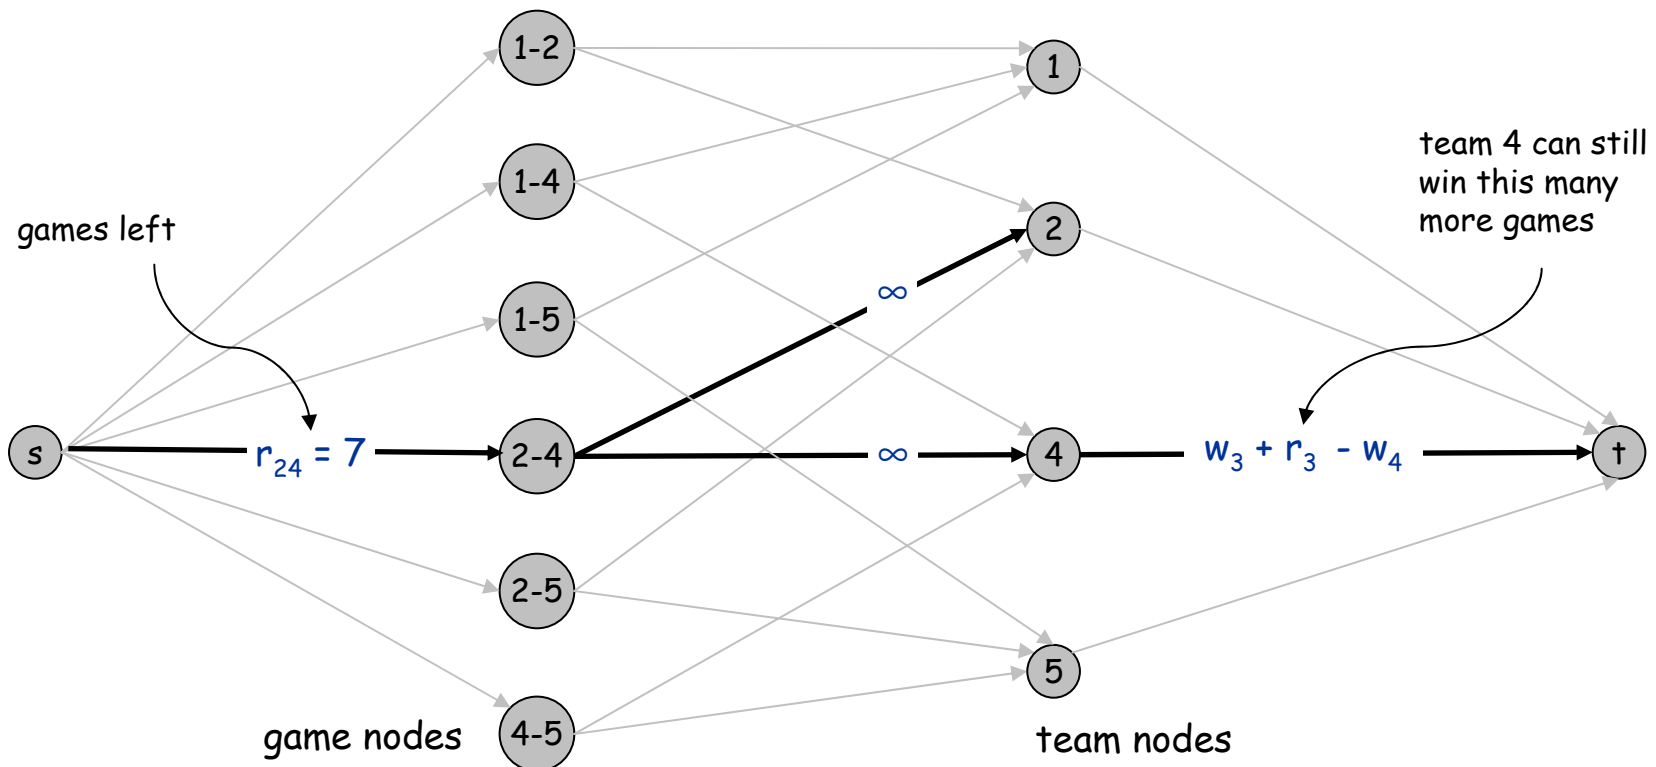 1-2
1
team 4 can still
win this many
more games
1-4
games left
2
∞
1-5
s
r24 = 7
2-4
∞
4
w3 + r3 - w4
t
2-5
5
4-5
game nodes
team nodes